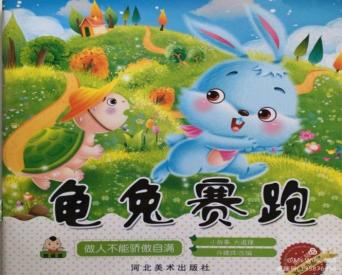 龟兔赛跑
做人不能骄傲自满
小故事 大道理
河北美术出版社